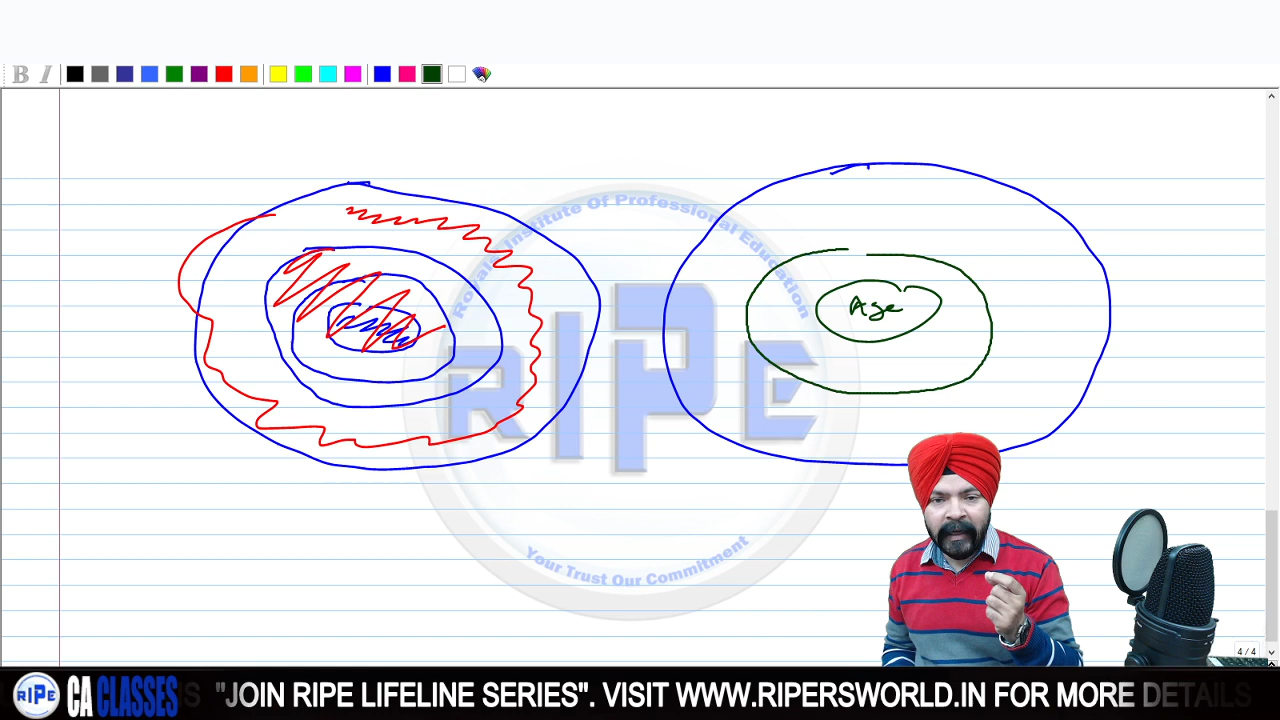 B I
Royale Institute Of Professional Education
Age
RIPE
Your Trust Our Commitment
4 / 4
RIPE CA CLASSES "JOIN RIPE LIFELINE SERIES". VISIT WWW.RIPERSWORLD.IN FOR MORE DETAILS